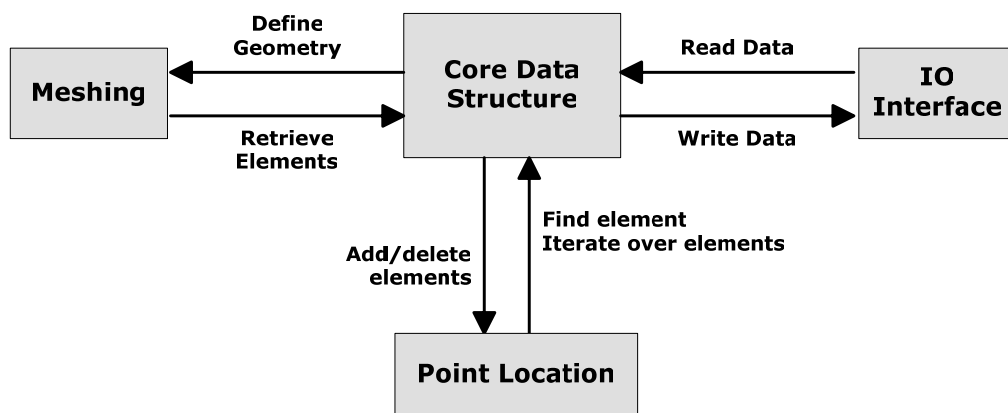 Define
Geometry
Meshing
Retrieve
Elements
Core Data
Structure
Read Data
Write Data
IO
Interface
Add/delete
elements
Find element
Iterate over elements
Point Location